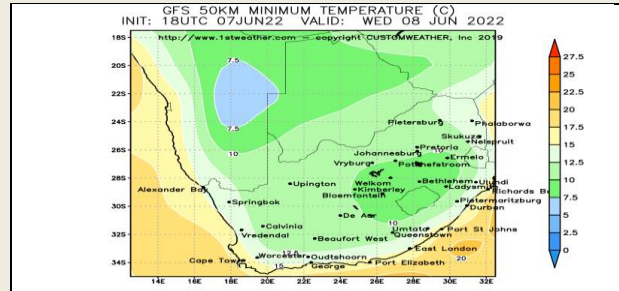 GFS 50KM MINIMUM TEMPERATURE (C)
INIT: 18UTC 07JUN22 VALID: WED 08 JUN 2022
http://www.1stweather.com copyright CUSTOMWEATHER, Inc 2019
18S
20S
22S
24S
26S
28S
30S
32S
34S
7.5
7.5
10
Pietersburg
Phalaborwa
Skukuza
Nelspruit
Pretoria
10
Johannesburg
Ermelo
Vryburg
Potchefstroom
Welkom
Bethlehem
Ulundi
Alexander Bay
Upington
Kimberley
Ladysmith
Richards Ba
Bloemfontein
Springbok
Pietermaritzburg
Durban
De Aar
10
Calvinia
Vredendal
Umtata
Port St Johns
Queenstown
Beaufort West
12.5
East London
20
Worcester
Oudtshoorn
Cape Town
15
George
Port Elizabeth
14E 16E 18E 20E 22E 24E 26E 28E 30E 32E
27.5
25
22.5
20
17.5
15
12.5
10
7.5
5
2.5
0